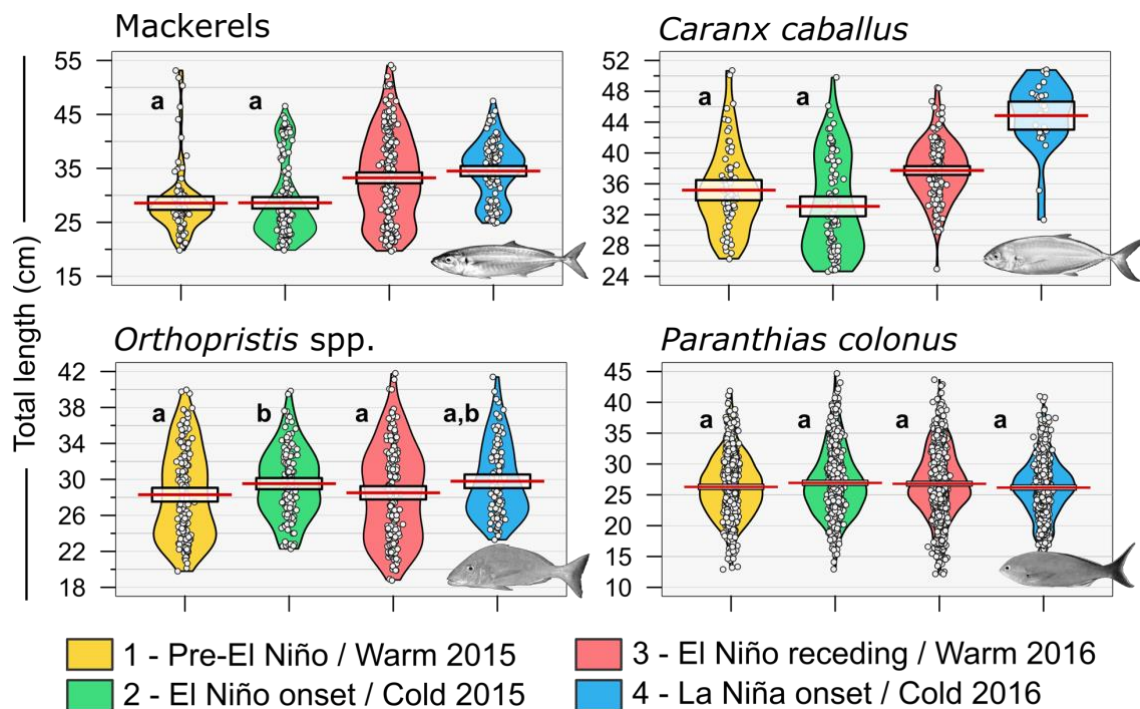 Mackerels
55
45
35
25
15
a
a
Caranx caballus
52
48
44
40
36
32
28
24
a
a
Total length (cm)
Orthopristis spp.
42
38
34
30
26
22
18
a
b
a
a,b
Paranthias colonus
45
40
35
30
25
20
15
10
a
a
a
a
1 - Pre-El Niño / Warm 2015
2 - El Niño onset / Cold 2015
3 - El Niño receding / Warm 2016
4 - La Niña onset / Cold 2016